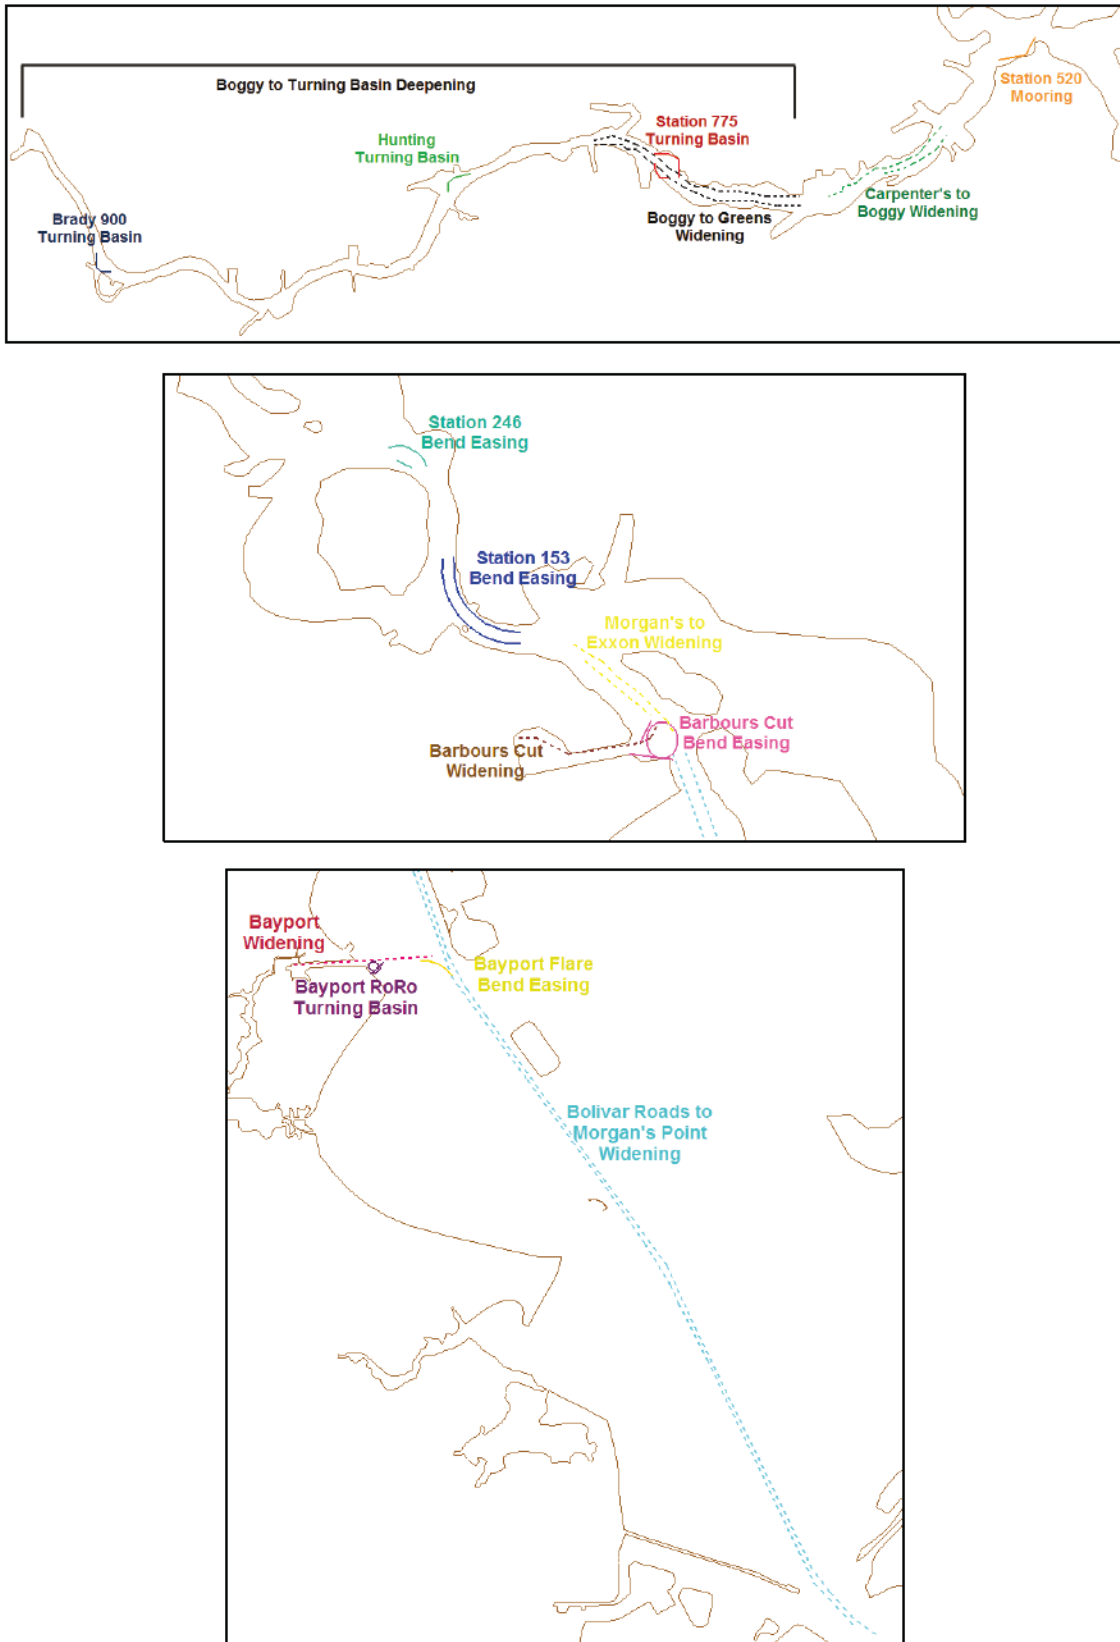 Boggy to Turning Basin Deepening
Station 520
Mooring
Station 775
Turning Basin
Hunting
Turning Basin
Carpenter's to
Boggy Widening
Boggy to Greens
Widening
Brady 900
Turning Basin
Station 246
Bend Easing
Station 153
Bend Easing
Morgan's to
Exxon Widening
Barbours Cut
Bend Easing
Barbours Cut
Widening
Bayport
Widening
Bayport Flare
Bend Easing
Bayport RoRo
Turning Basin
Bolivar Roads to
Morgan's Point
Widening